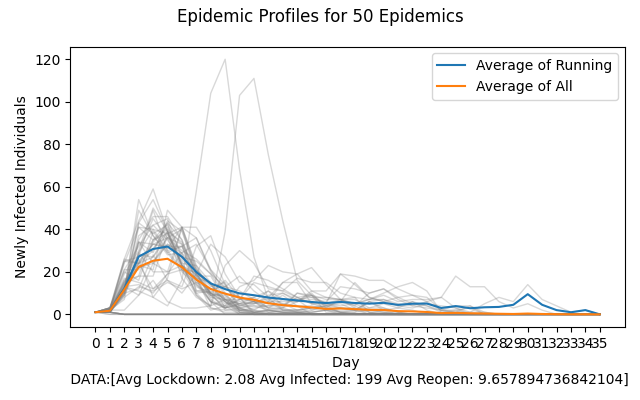 Epidemic Profiles for 50 Epidemics
Average of Running
Average of All
Newly Infected Individuals
120
100
80
60
40
20
0
0 1 2 3 4 5 6 7 8 9 10 11 12 13 14 15 16 17 18 19 20 21 22 23 24 25 26 27 28 29 30 31 32 33 34 35
Day
DATA:[Avg Lockdown: 2.08 Avg Infected: 199 Avg Reopen: 9.657894736842104]